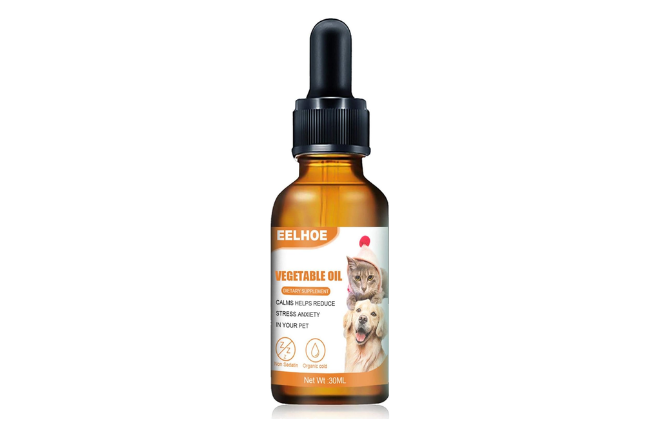 EELHOE
VEGETABLE OIL
DIETARY SUPPLEMENT
CALMS HELPS REDUCE
STRESS ANXIETY
IN YOUR PET
Z
Z
Z
Organic
Net Wt 30ML